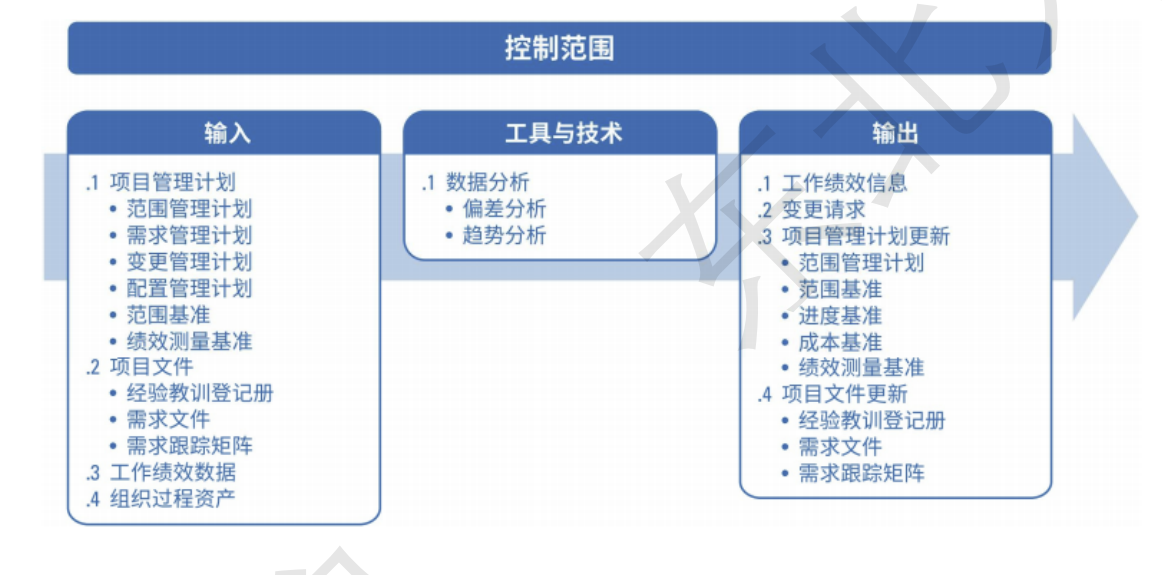 控制范围
输入
.1 项目管理计划
• 范围管理计划
• 需求管理计划
• 变更管理计划
• 配置管理计划
• 范围基准
• 绩效测量基准
.2 项目文件
• 经验教训登记册
• 需求文件
• 需求跟踪矩阵
.3 工作绩效数据
.4 组织过程资产
工具与技术
.1 数据分析
• 偏差分析
• 趋势分析
输出
.1 工作绩效信息
.2 变更请求
.3 项目管理计划更新
• 范围管理计划
• 范围基准
• 进度基准
• 成本基准
• 绩效测量基准
.4 项目文件更新
• 经验教训登记册
• 需求文件
• 需求跟踪矩阵
东北